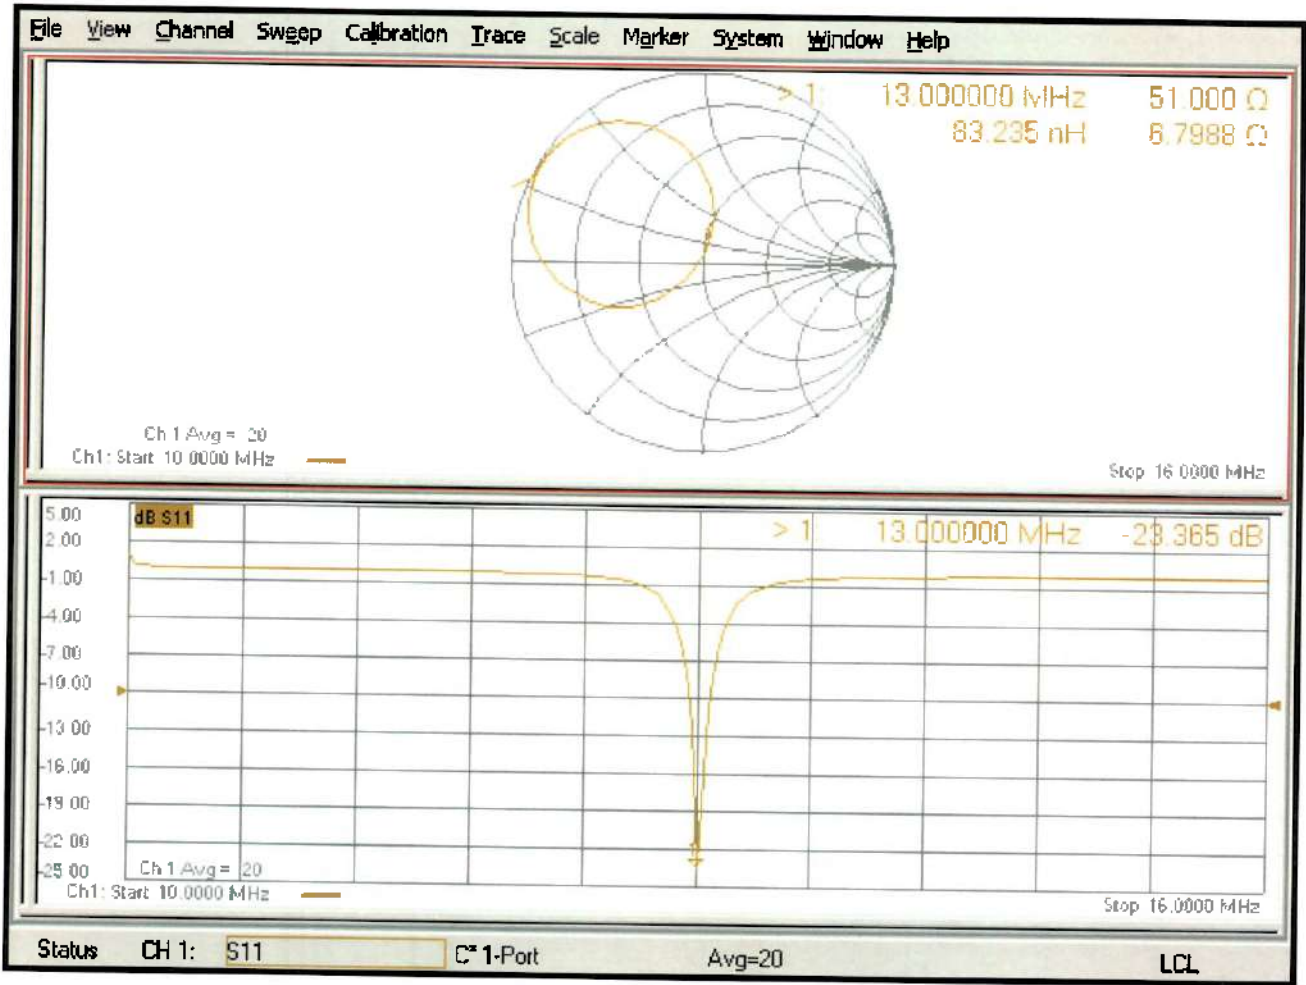 File View Channel Sweep Calibration Trace Scale Marker System Window Help
> 1: 13.000000 MHz 51.000 Ω
83.235 nH 6.7988 Ω
Ch 1 Avg = 20
Ch1: Start 10.0000 MHz
Stop 16.0000 MHz
5.00
dB S11
> 1: 13.000000 MHz -23.365 dB
2.00
-1.00
-4.00
-7.00
-10.00
-13.00
-16.00
-19.00
-22.00
-25.00
Ch 1 Avg = 20
Ch1: Start 10.0000 MHz
Stop 16.0000 MHz
Status CH 1: S11 C* 1-Port Avg=20 LCL